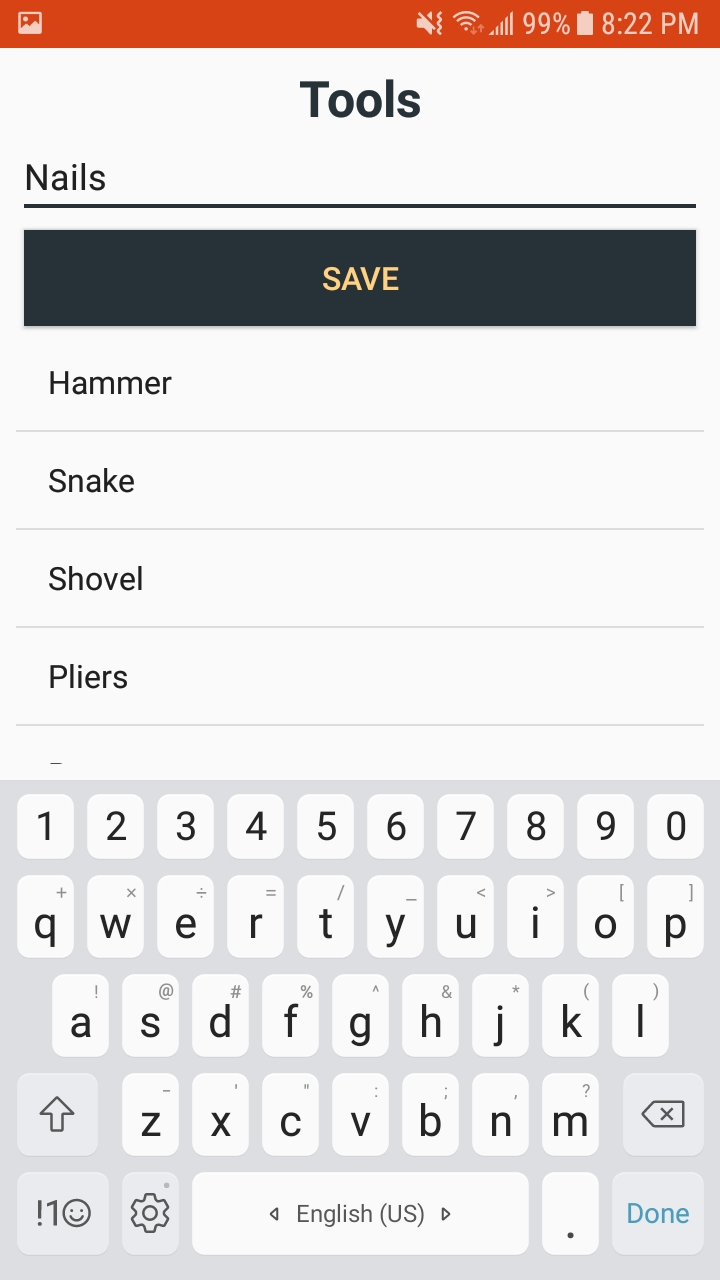 99% 8:22 PM
Tools
Nails
SAVE
Hammer
Snake
Shovel
Pliers
1 2 3 4 5 6 7 8 9 0
+ × ÷ = / _ < > [ ]
q w e r t y u i o p
! @ # % ^ & * ( )
a s d f g h j k l
- ' " : ; , ?
z x c v b n m
!1☺ English (US) . Done